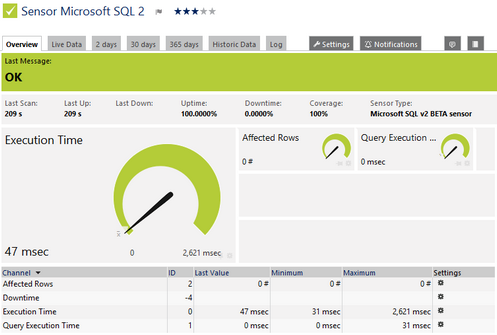 Sensor Microsoft SQL 2
Overview Live Data 2 days 30 days 365 days Historic Data Log Settings Notifications
Last Message:
OK
Last Scan: Last Up: Last Down: Uptime: Downtime: Coverage: Sensor Type:
209 s 209 s 100.0000% 0.0000% 100% Microsoft SQL v2 BETA sensor
Execution Time
47 msec
0 2,621 msec
Affected Rows
0 #
Query Execution ...
0 msec
Channel ID Last Value Minimum Maximum Settings
Affected Rows 2 0 # 0 # 0 #
Downtime -4
Execution Time 0 47 msec 31 msec 2,621 msec
Query Execution Time 1 0 msec 0 msec 31 msec